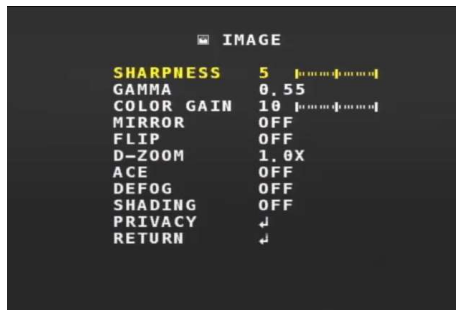 IMAGE
SHARPNESS 5
GAMMA 0.55
COLOR GAIN 10
MIRROR OFF
FLIP OFF
D-ZOOM 1.0X
ACE OFF
DEFOG OFF
SHADING OFF
PRIVACY ↲
RETURN ↲